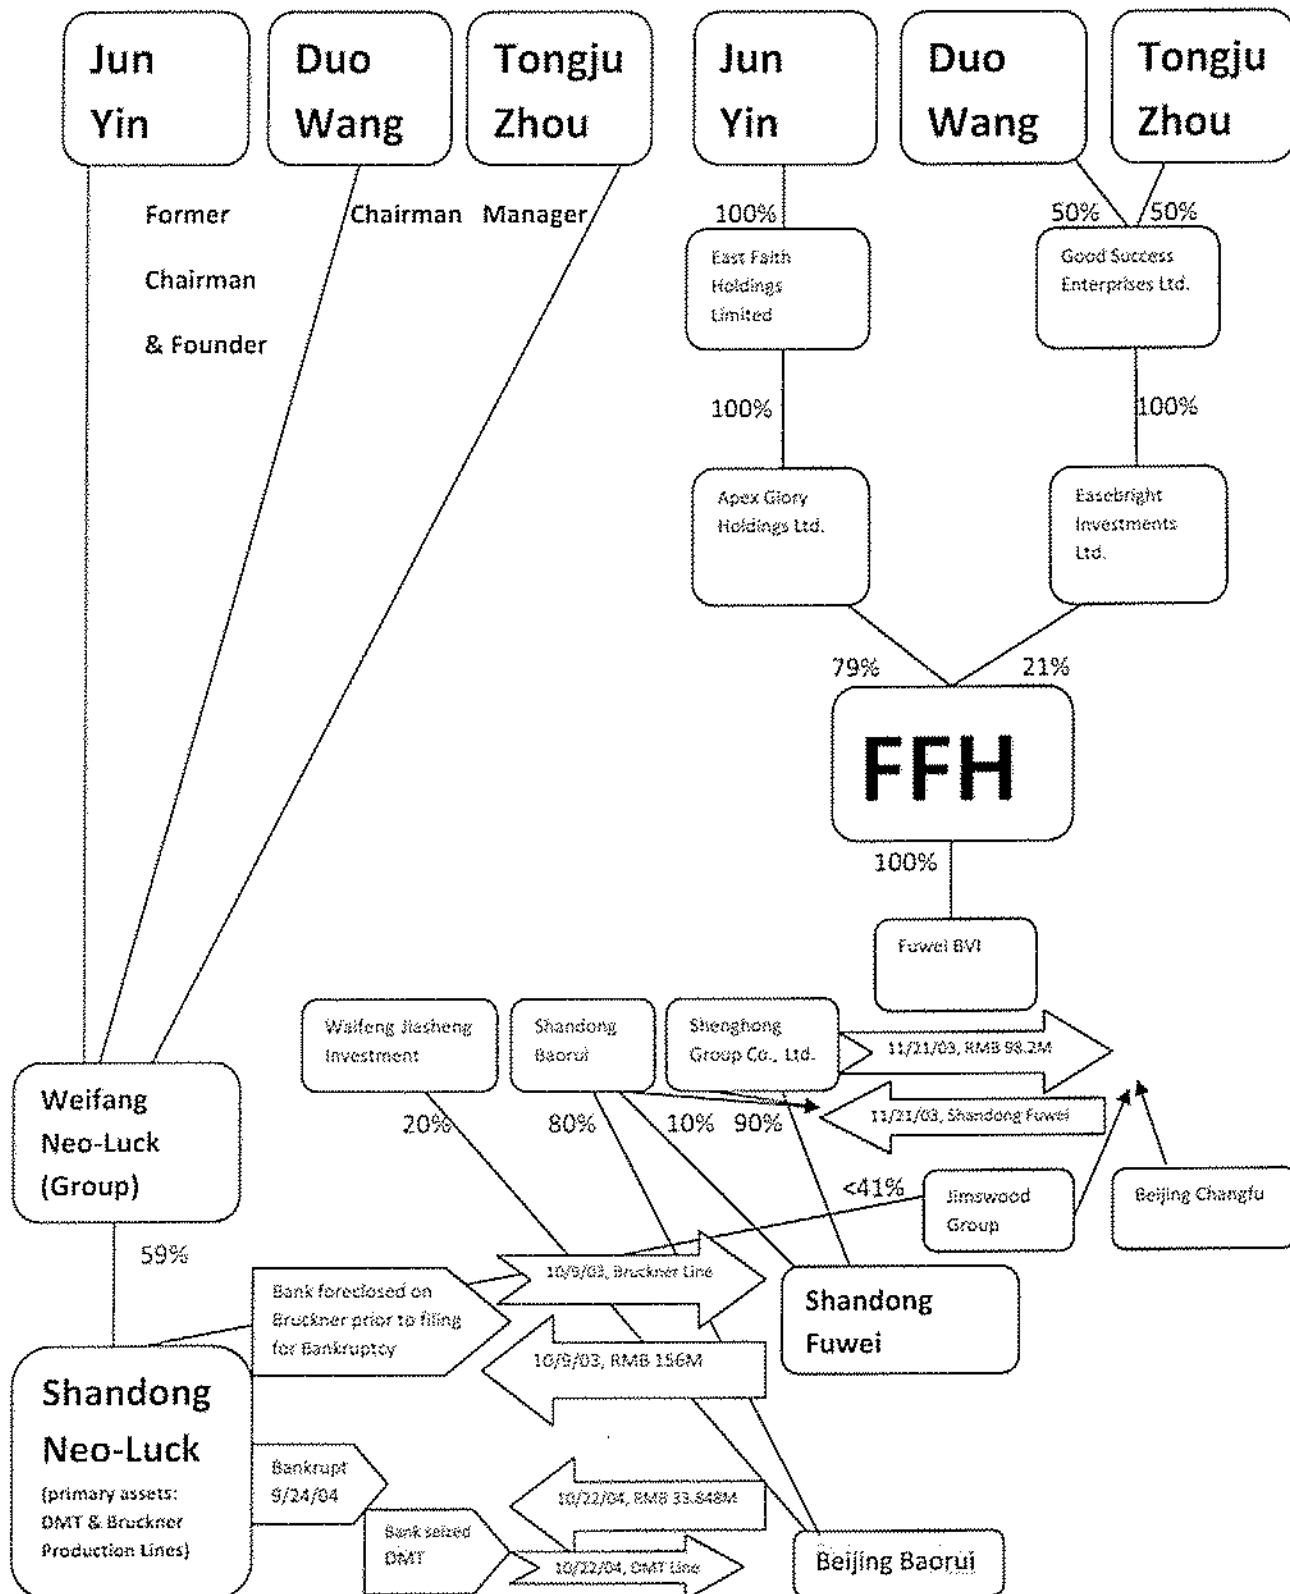 Jun
Yin
Duo
Wang
Tongju
Zhou
Jun
Yin
Duo
Wang
Tongju
Zhou
Former
Chairman
& Founder
Chairman
Manager
100%
50%
50%
East Faith
Holdings
Limited
Good Success
Enterprises Ltd.
100%
100%
Apex Glory
Holdings Ltd.
Easebright
Investments
Ltd.
79%
21%
FFH
100%
Fuwei BVI
Waifeng Jiasheng
Investment
Shandong
Baorui
Shenghong
Group Co., Ltd.
11/21/03, RMB 98.2M
11/21/03, Shandong Fuwei
20%
80%
10%
90%
<41%
Jimswood
Group
Beijing Changfu
Weifang
Neo-Luck
(Group)
59%
Bank foreclosed on
Bruckner prior to filing
for Bankruptcy
10/9/03, Bruckner Line
10/9/03, RMB 156M
Shandong
Fuwei
Shandong
Neo-Luck
(primary assets:
DMT & Bruckner
Production Lines)
Bankrupt
9/24/04
10/22/04, RMB 33.848M
Bank seized
DMT
10/22/04, DMT Line
Beijing Baorui